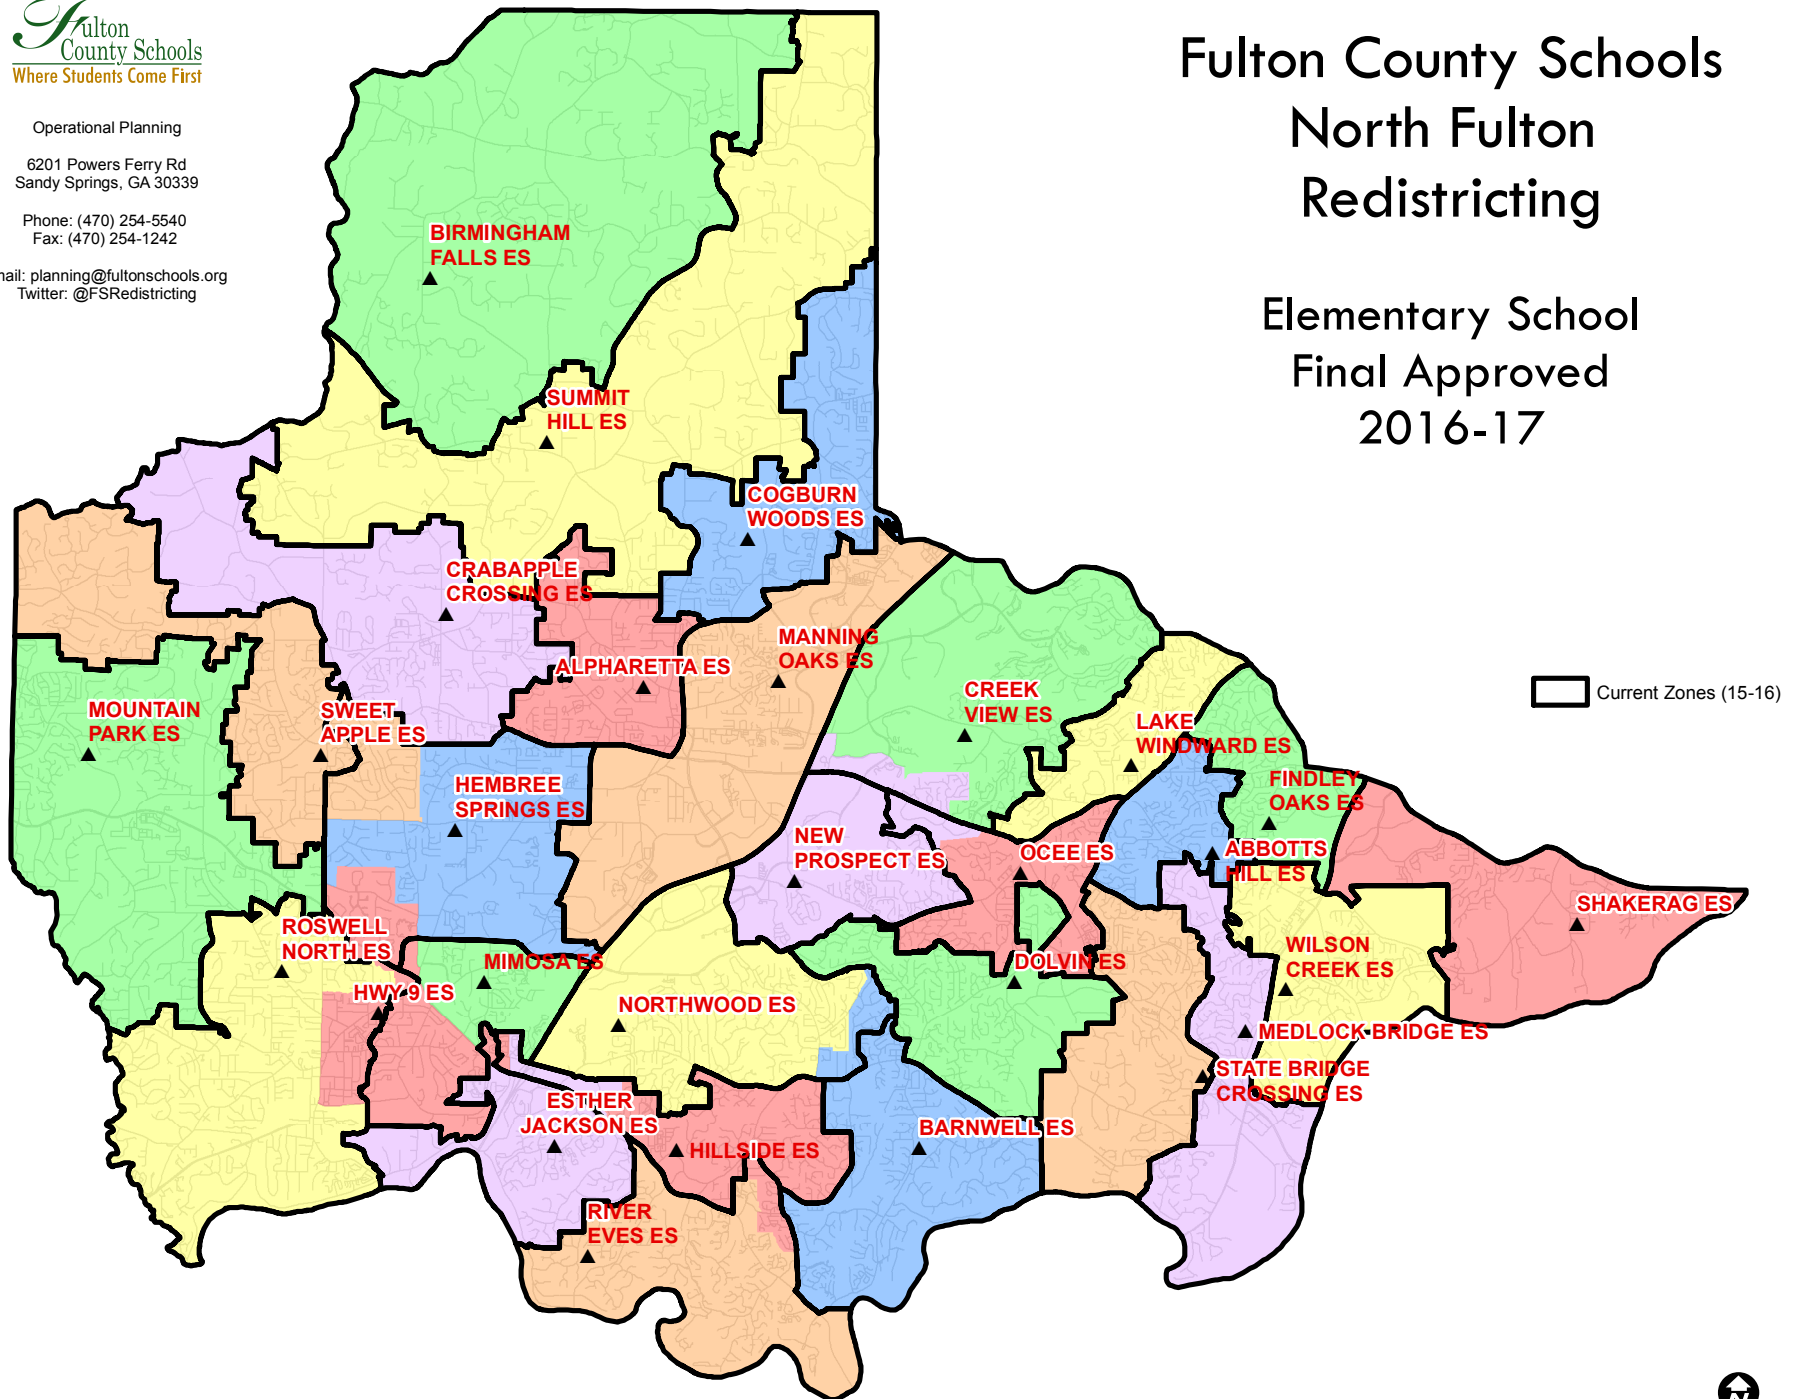 Fulton
County Schools
Where Students Come First
Operational Planning
6201 Powers Ferry Rd
Sandy Springs, GA 30339
Phone: (470) 254-5540
Fax: (470) 254-1242
ail: planning@fultonschools.org
Twitter: @FSRedistricting
Fulton County Schools
North Fulton
Redistricting
Elementary School
Final Approved
2016-17
Current Zones (15-16)
BIRMINGHAM
FALLS ES
SUMMIT
HILL ES
COGBURN
WOODS ES
CRABAPPLE
CROSSING ES
MANNING
OAKS ES
ALPHARETTA ES
CREEK
VIEW ES
MOUNTAIN
PARK ES
SWEET
APPLE ES
LAKE
WINDWARD ES
HEMBREE
SPRINGS ES
FINDLEY
OAKS ES
NEW
PROSPECT ES
OCEE ES
ABBOTTS
HILL ES
SHAKERAG ES
ROSWELL
NORTH ES
WILSON
CREEK ES
MIMOSA ES
DOLVIN ES
HWY 9 ES
NORTHWOOD ES
MEDLOCK BRIDGE ES
STATE BRIDGE
CROSSING ES
ESTHER
JACKSON ES
BARNWELL ES
HILLSIDE ES
RIVER
EVES ES
N